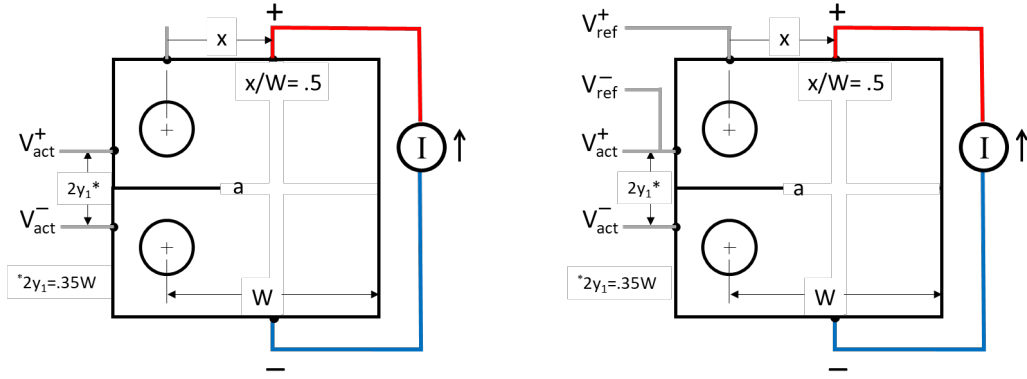 +
x
x/W= .5
V+act
I
2y1*
a
V−act
*2y1=.35W
W
−
V+ref
+
x
V−ref
x/W= .5
V+act
I
2y1*
a
V−act
*2y1=.35W
W
−